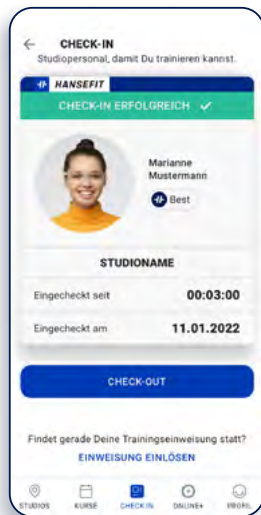 CHECK-IN
Studiopersonal, damit Du trainieren kannst.
HANSEFIT
CHECK-IN ERFOLGREICH
Marianne
Mustermann
Best
STUDIONAME
Eingecheckt seit 00:03:00
Eingecheckt am 11.01.2022
CHECK-OUT
Findet gerade Deine Trainingseinweisung statt?
EINWEISUNG EINLÖSEN
STUDIOS KURSE CHECK IN ONLINE+ PROFIL